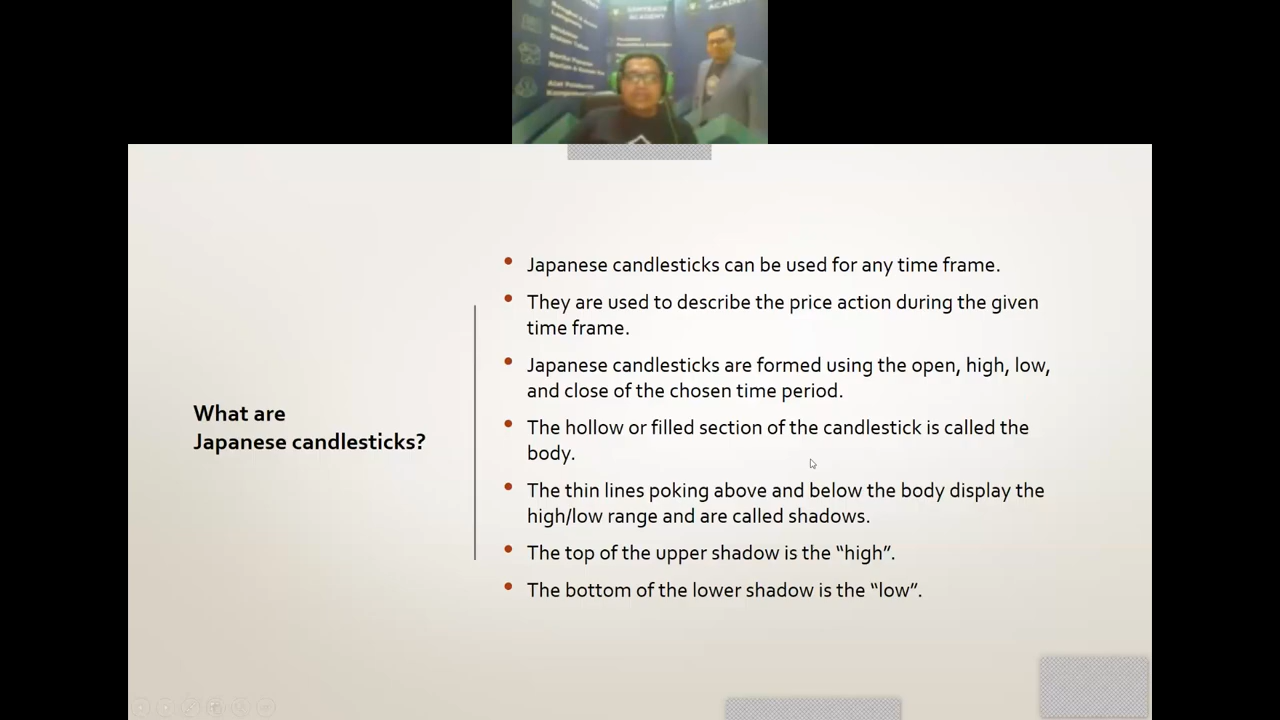 ACADEMY
ACADEMY
Japanese candlesticks can be used for any time frame.
They are used to describe the price action during the given
time frame.
Japanese candlesticks are formed using the open, high, low,
and close of the chosen time period.
What are
Japanese candlesticks?
The hollow or filled section of the candlestick is called the
body.
The thin lines poking above and below the body display the
high/low range and are called shadows.
The top of the upper shadow is the “high”.
The bottom of the lower shadow is the “low”.